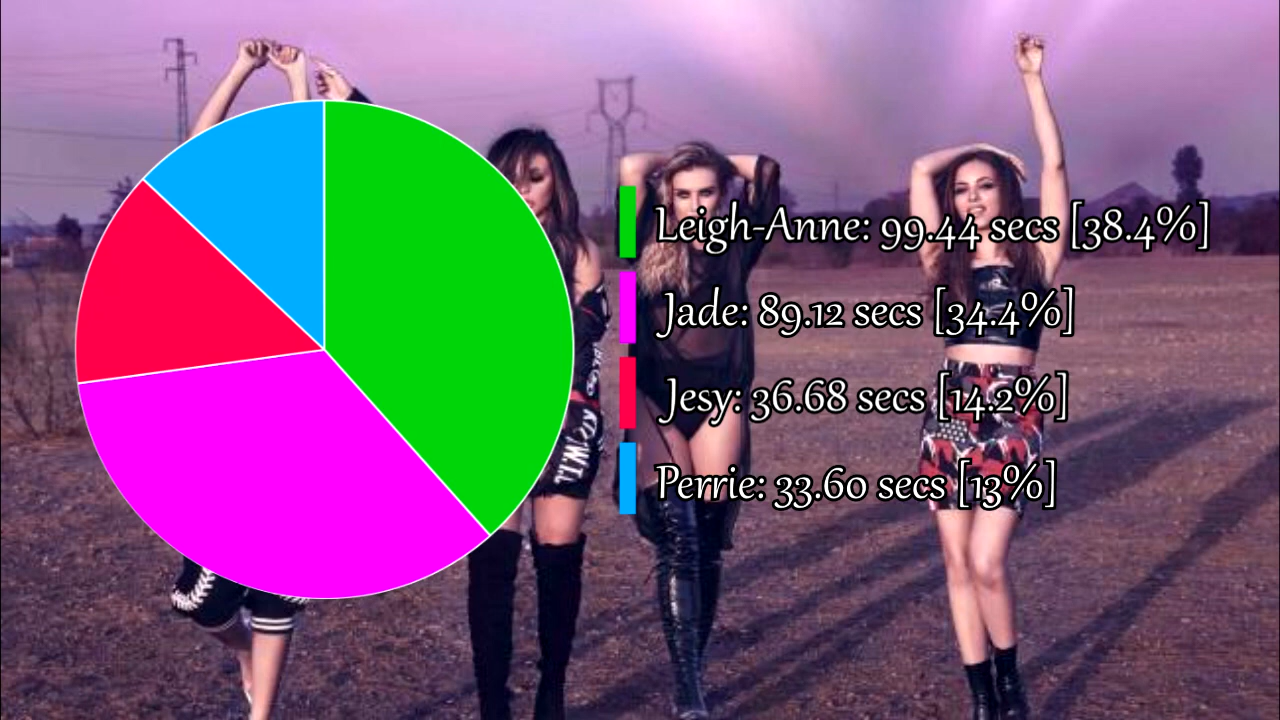 Leigh-Anne: 99.44 secs [38.4%]
Jade: 89.12 secs [34.4%]
Jesy: 36.68 secs [14.2%]
Perrie: 33.60 secs [13%]